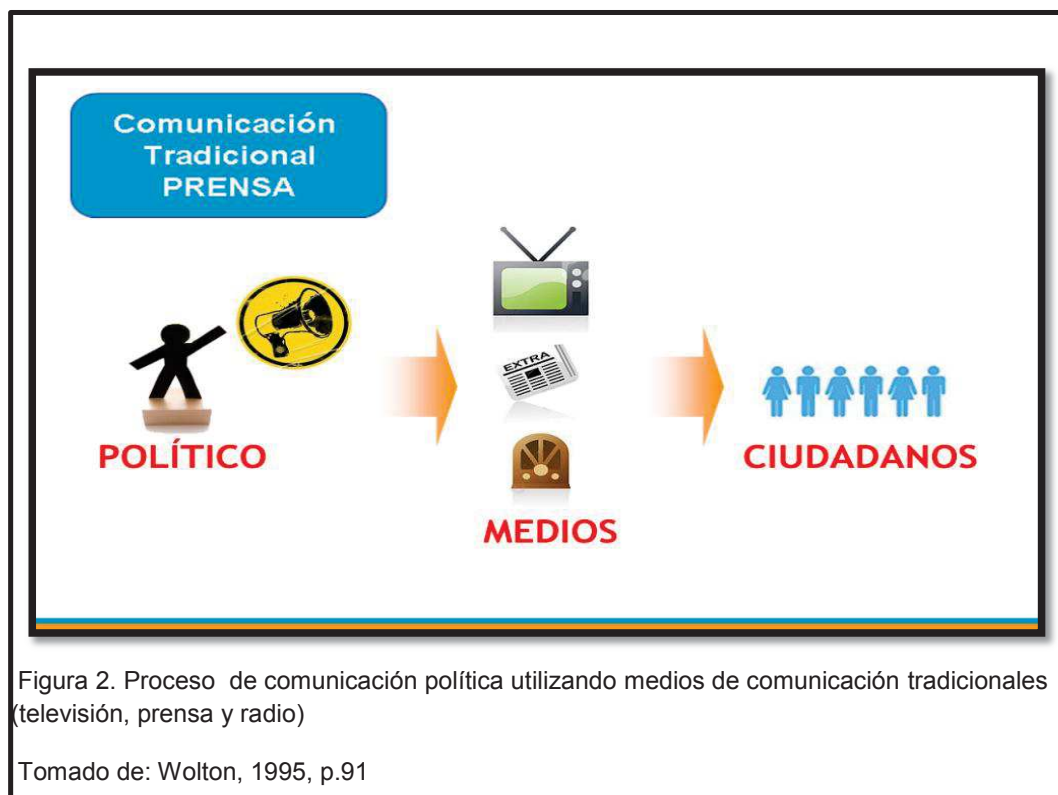 Comunicación
Tradicional
PRENSA
EXTRA
POLÍTICO
MEDIOS
CIUDADANOS
Figura 2. Proceso de comunicación política utilizando medios de comunicación tradicionales
(televisión, prensa y radio)
Tomado de: Wolton, 1995, p.91